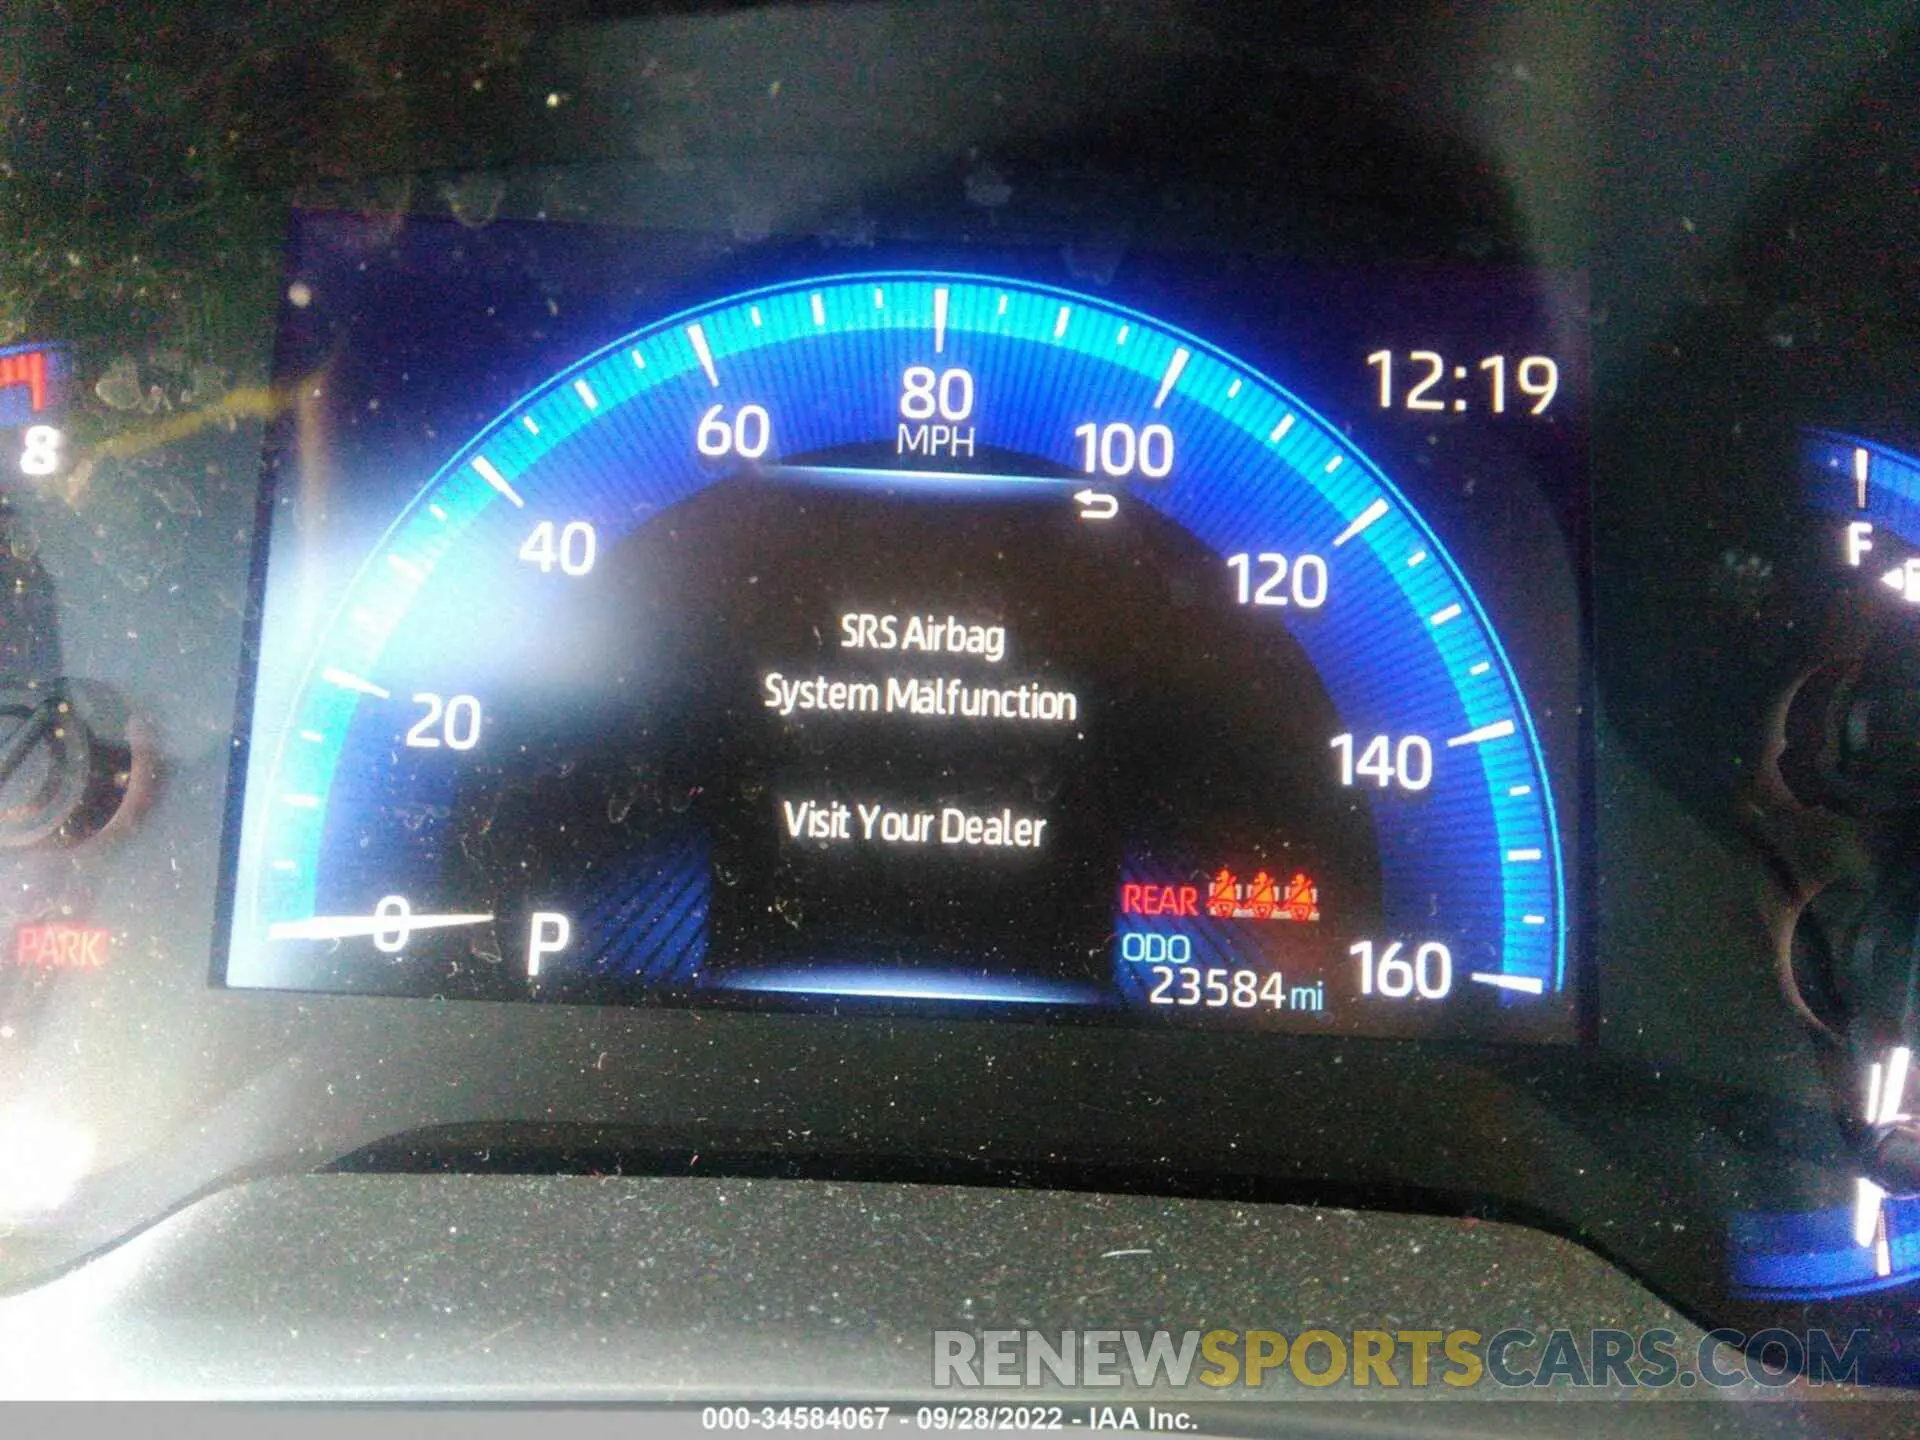 80
MPH
12:19
60
100
8
40
F
120
SRS Airbag
System Malfunction
20
140
Visit Your Dealer
REAR
0
P
PARK
ODO
160
23584 mi
RENEWSPORTSCARS.COM
000-34584067 - 09/28/2022 - IAA Inc.